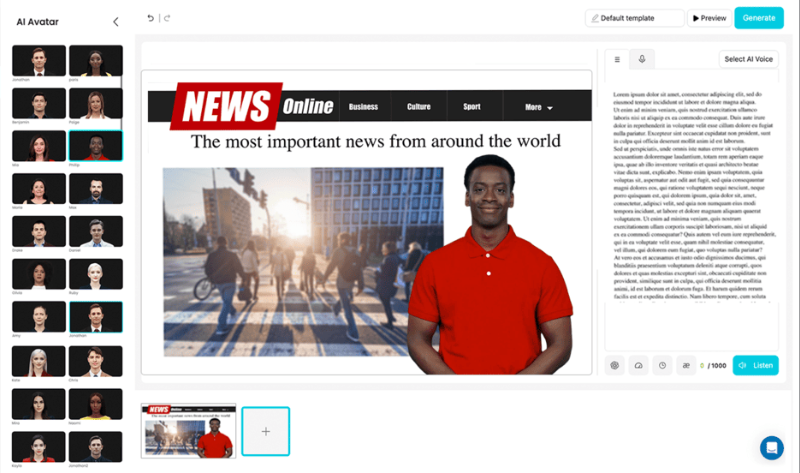 AI Avatar
Default template
Preview
Generate
Jonathan
Benjamin
Paige
Daniel
Ruby
Amy
Jonathan
Kayla
Select AI Voice
NEWS Online
Business
Culture
Sport
More
The most important news from around the world
Lorem ipsum dolor sit amet, consectetur adipiscing elit, sed do
eiusmod tempor incididunt ut labore et dolore magna aliqua.
Ut enim ad minim veniam, quis nostrud exercitation ullamco
laboris nisi ut aliquip ex ea commodo consequat. Duis aute irure
dolor in reprehenderit in voluptate velit esse cillum dolore eu fugiat
nulla pariatur. Excepteur sint occaecat cupidatat non proident, sunt
in culpa qui officia deserunt mollit anim id est laborum.
Sed ut perspiciatis, unde omnis iste natus error sit voluptatem
accusantium doloremque laudantium, totam rem aperiam eaque
ipsa, quae ab illo inventore veritatis et quasi architecto beatae
vitae dicta sunt, explicabo. Nemo enim ipsam voluptatem, quia
voluptas sit, aspernatur aut odit aut fugit, sed quia consequuntur
magni dolores eos, qui ratione voluptatem sequi nesciunt, neque
porro quisquam est, qui dolorem ipsum, quia dolor sit, amet,
consectetur, adipisci velit, sed quia non numquam eius modi
tempora incidunt, ut labore et dolore magnam aliquam quaerat
voluptatem. Ut enim ad minima veniam, quis nostrum
exercitationem ullam corporis suscipit laboriosam, nisi ut aliquid
ex ea commodi consequatur? Quis autem vel eum iure reprehenderit,
qui in ea voluptate velit esse, quam nihil molestiae consequatur,
vel illum, qui dolorem eum fugiat, quo voluptas nulla pariatur?
At vero eos et accusamus et iusto odio dignissimos ducimus, qui
blanditiis praesentium voluptatum deleniti atque corrupti, quos
dolores et quas molestias excepturi sint, obcaecati cupiditate non
provident, similique sunt in culpa, qui officia deserunt mollitia
animi, id est laborum et dolorum fuga. Et harum quidem rerum
facilis est et expedita distinctio. Nam libero tempore, cum soluta
0 / 1000
Listen